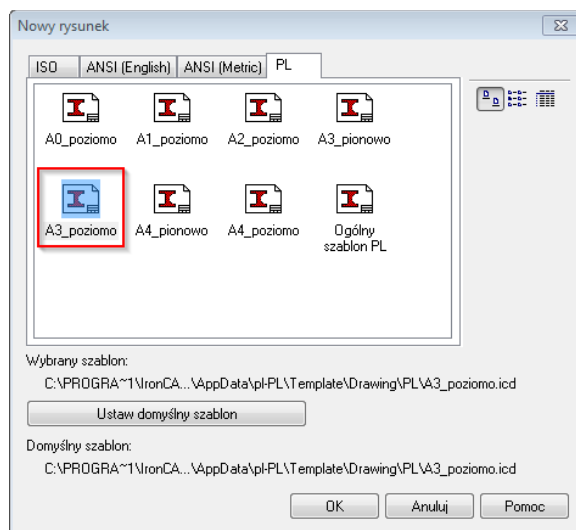 Nowy rysunek
ISO ANSI (English) ANSI (Metric) PL
A0_poziomo A1_poziomo A2_poziomo A3_pionowo
A3_poziomo A4_pionowo A4_poziomo Ogólny
szablon PL
Wybrany szablon:
C:\PROGRA~1\IronCA...\AppData\pl-PL\Template\Drawing\PL\A3_poziomo.icd
Ustaw domyślny szablon
Domyślny szablon:
C:\PROGRA~1\IronCA...\AppData\pl-PL\Template\Drawing\PL\A3_poziomo.icd
OK Anuluj Pomoc